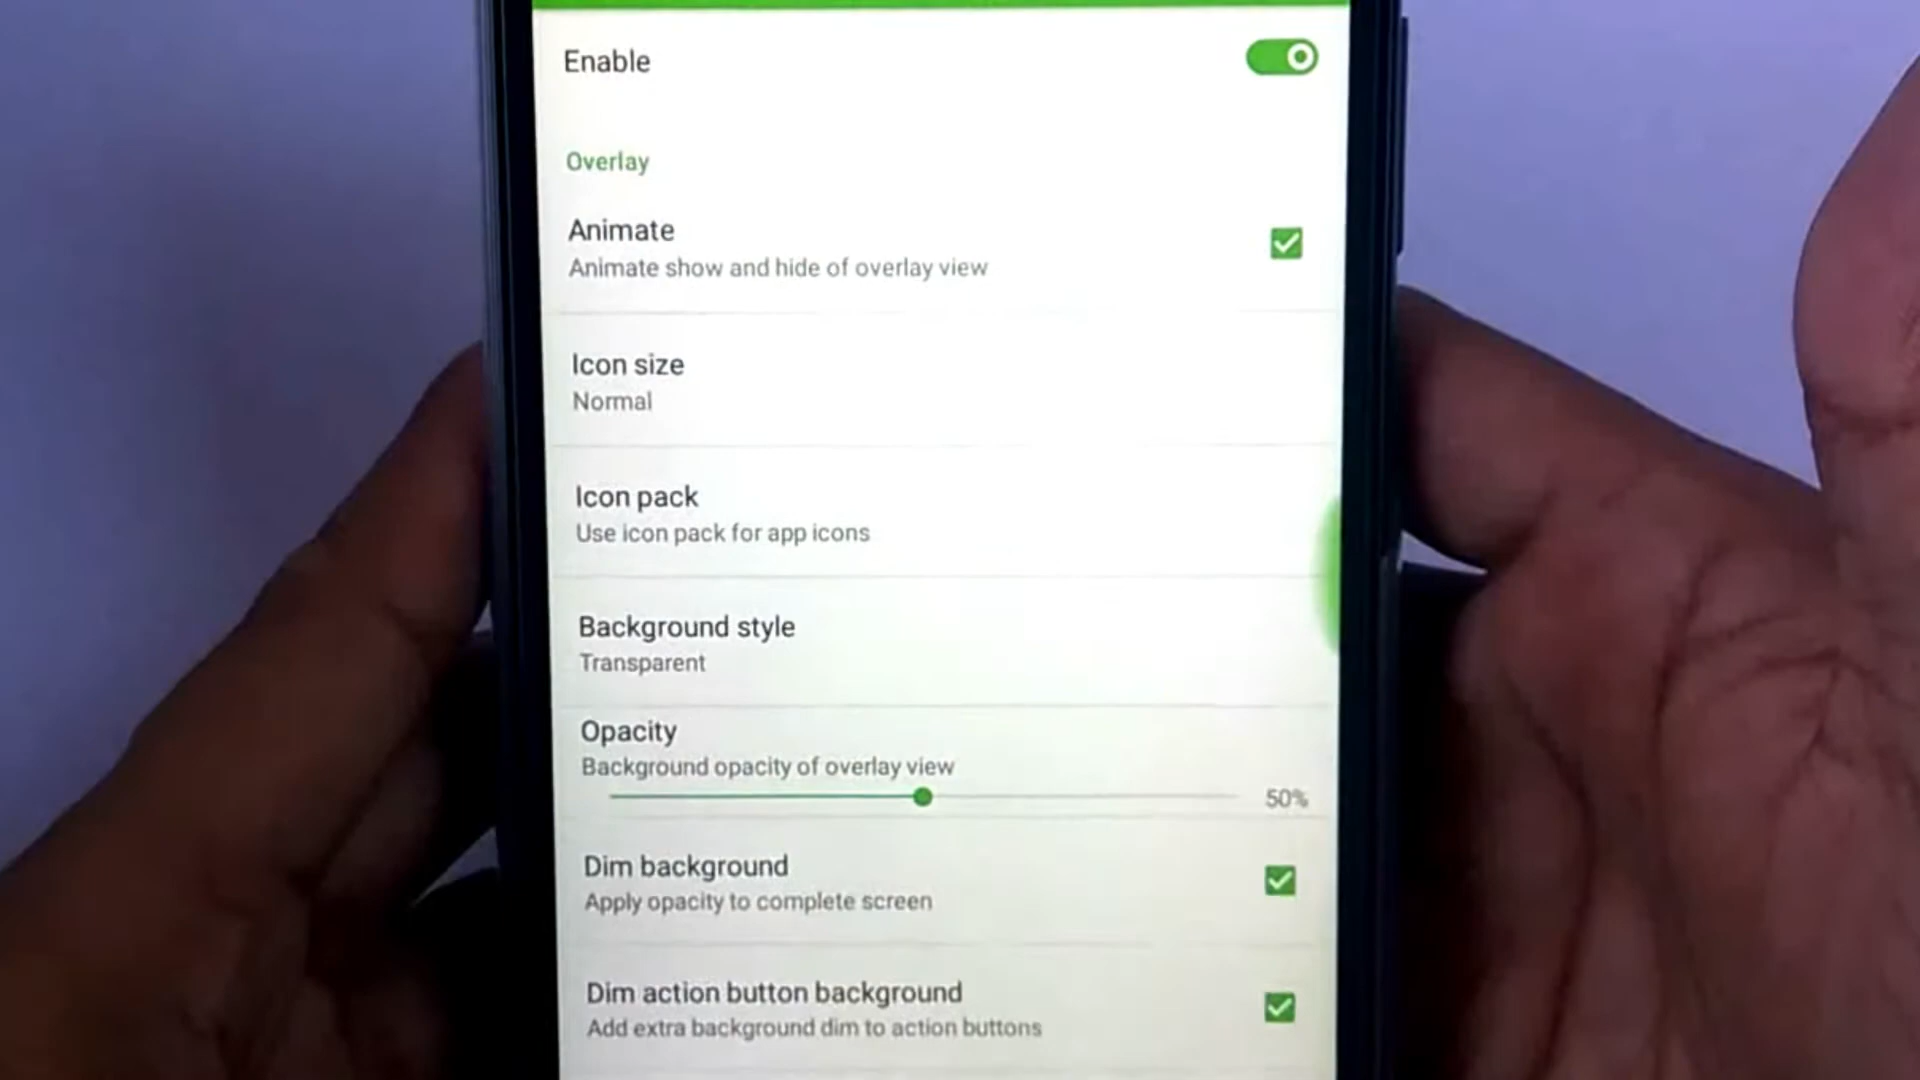 Enable
Overlay
Animate
Animate show and hide of overlay view
Icon size
Normal
Icon pack
Use icon pack for app icons
Background style
Transparent
Opacity
Background opacity of overlay view
50%
Dim background
Apply opacity to complete screen
Dim action button background
Add extra background dim to action buttons